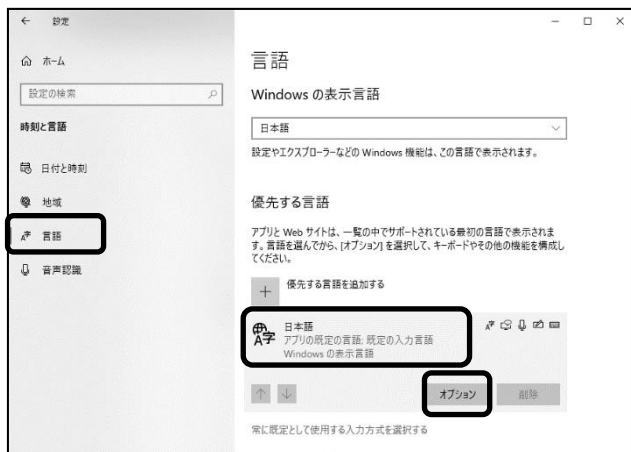 設定
ホーム
設定の検索
時刻と言語
日付と時刻
地域
言語
音声認識
言語
Windows の表示言語
日本語
設定やエクスプローラーなどの Windows 機能は、この言語で表示されます。
優先する言語
アプリと Web サイトは、一覧の中でサポートされている最初の言語で表示されま
す。言語を選んでから、[オプション] を選択して、キーボードやその他の機能を構成し
てください。
優先する言語を追加する
日本語
アプリの既定の言語: 既定の入力言語
Windows の表示言語
オプション
削除
常に既定として使用する入力方式を選択する